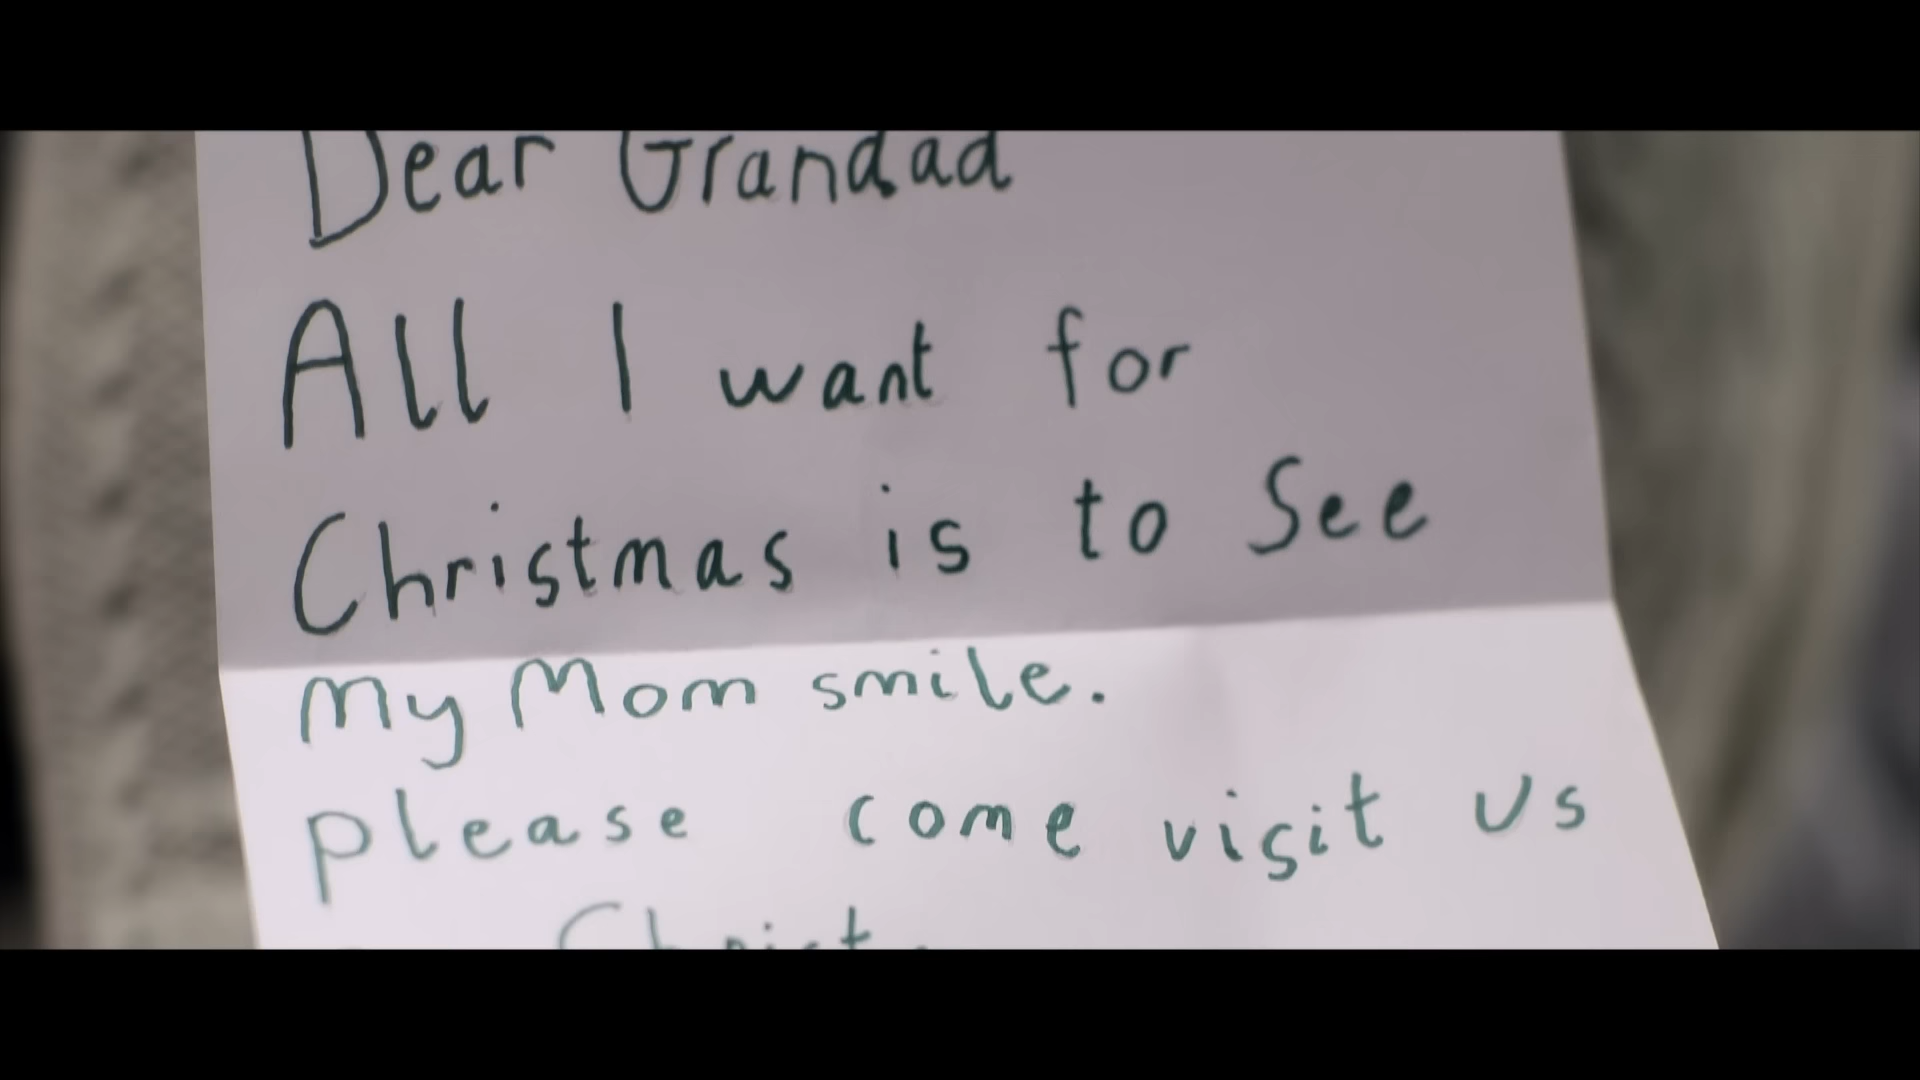 Dear Grandad
All I want for
Christmas is to See
my Mom smile.
please come visit us